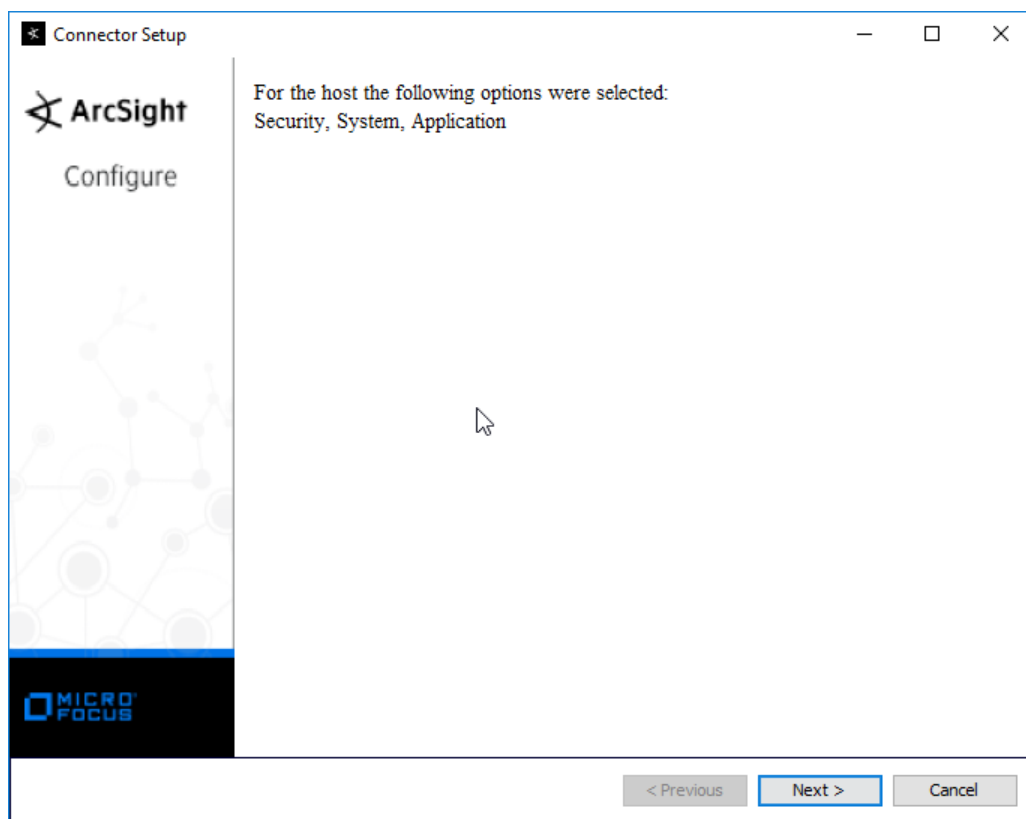 Connector Setup
ArcSight
Configure
For the host the following options were selected:
Security, System, Application
MICRO
FOCUS
< Previous
Next >
Cancel